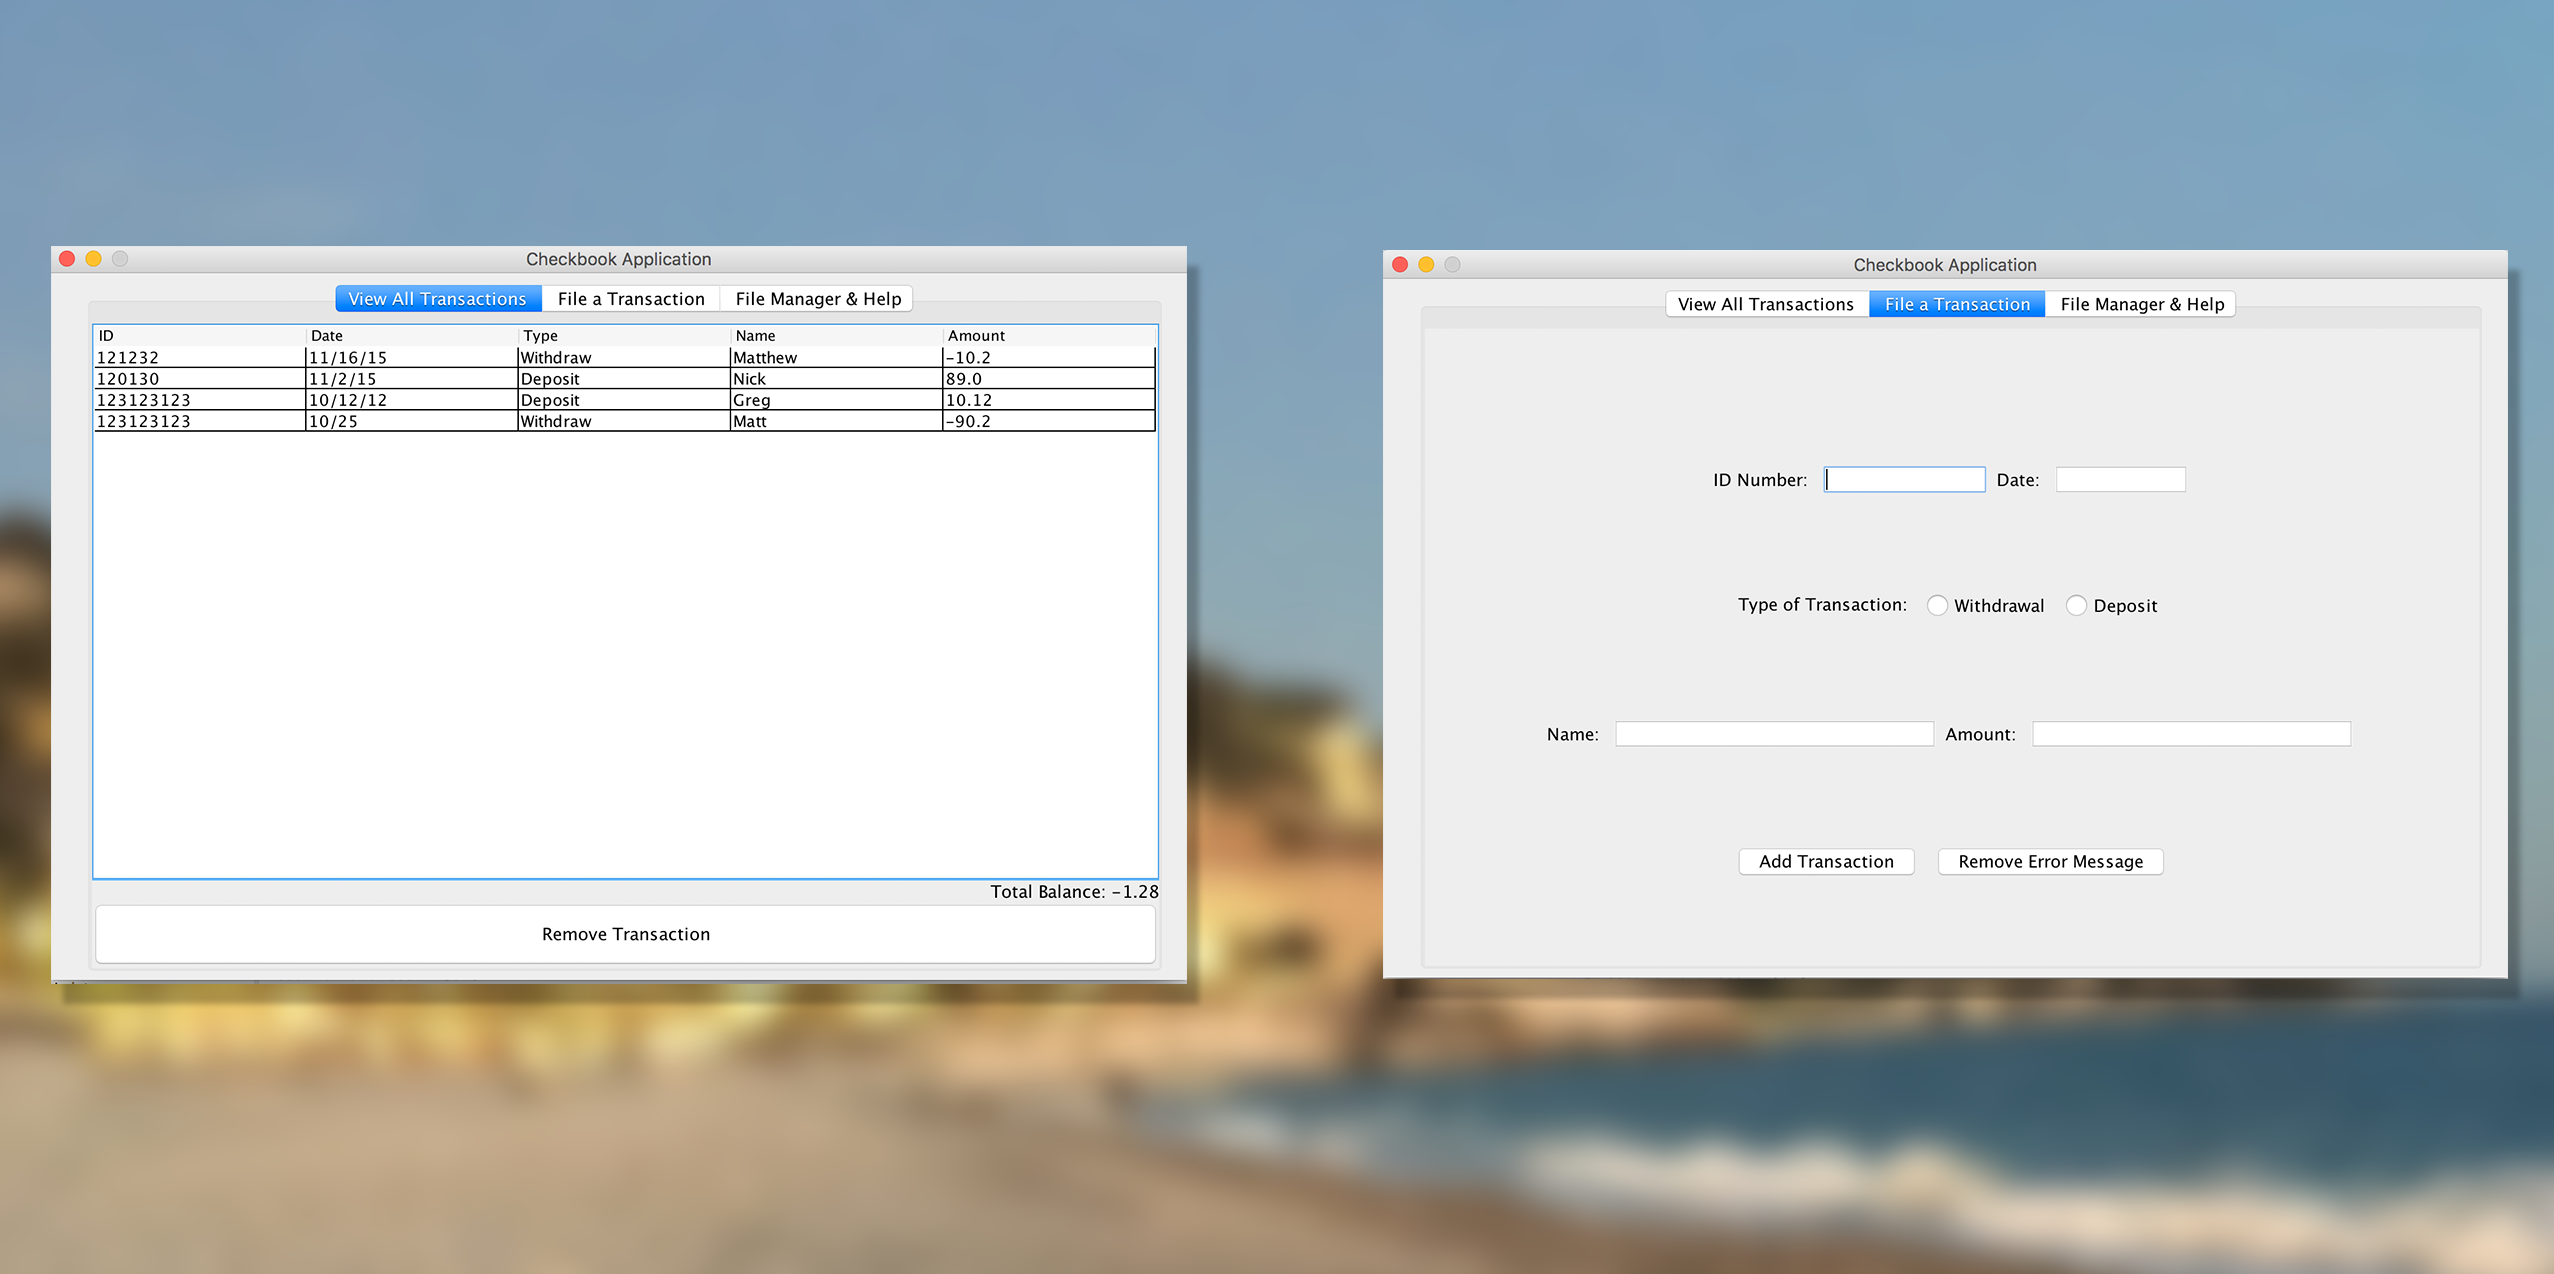 Checkbook Application
View All Transactions File a Transaction File Manager & Help
ID Date Type Name Amount
121232 11/16/15 Withdraw Matthew -10.2
120130 11/2/15 Deposit Nick 89.0
123123123 10/12/12 Deposit Greg 10.12
123123123 10/25 Withdraw Matt -90.2
Total Balance: -1.28
Remove Transaction
Checkbook Application
View All Transactions File a Transaction File Manager & Help
ID Number: Date:
Type of Transaction: Withdrawal Deposit
Name: Amount:
Add Transaction Remove Error Message